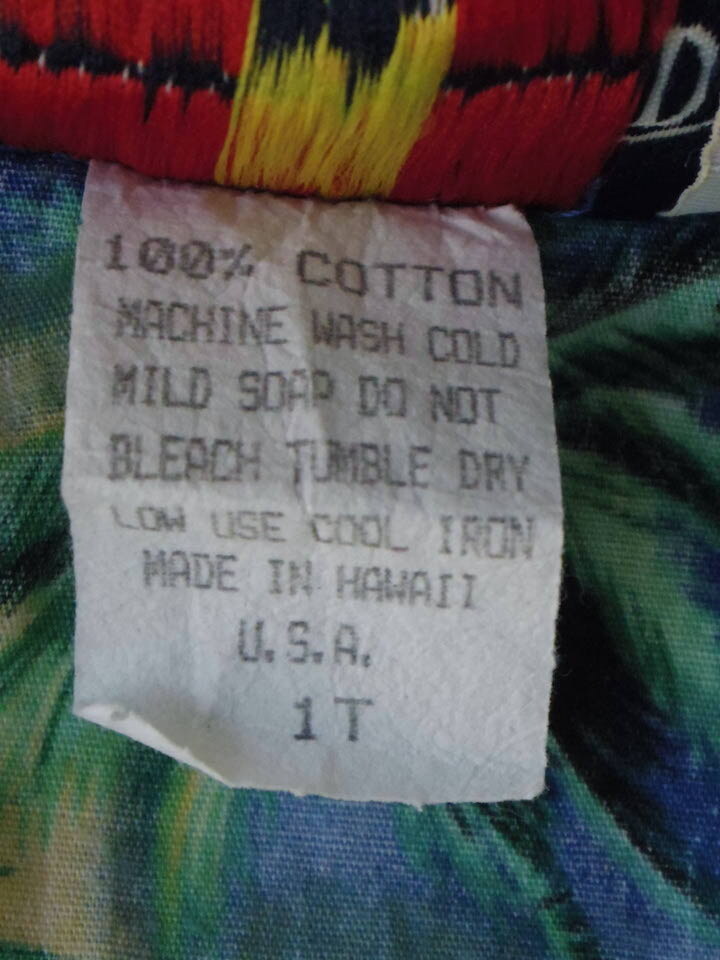 D
100% COTTON
MACHINE WASH COLD
MILD SOAP DO NOT
BLEACH TUMBLE DRY
LOW USE COOL IRON
MADE IN HAWAII
U.S.A.
1T